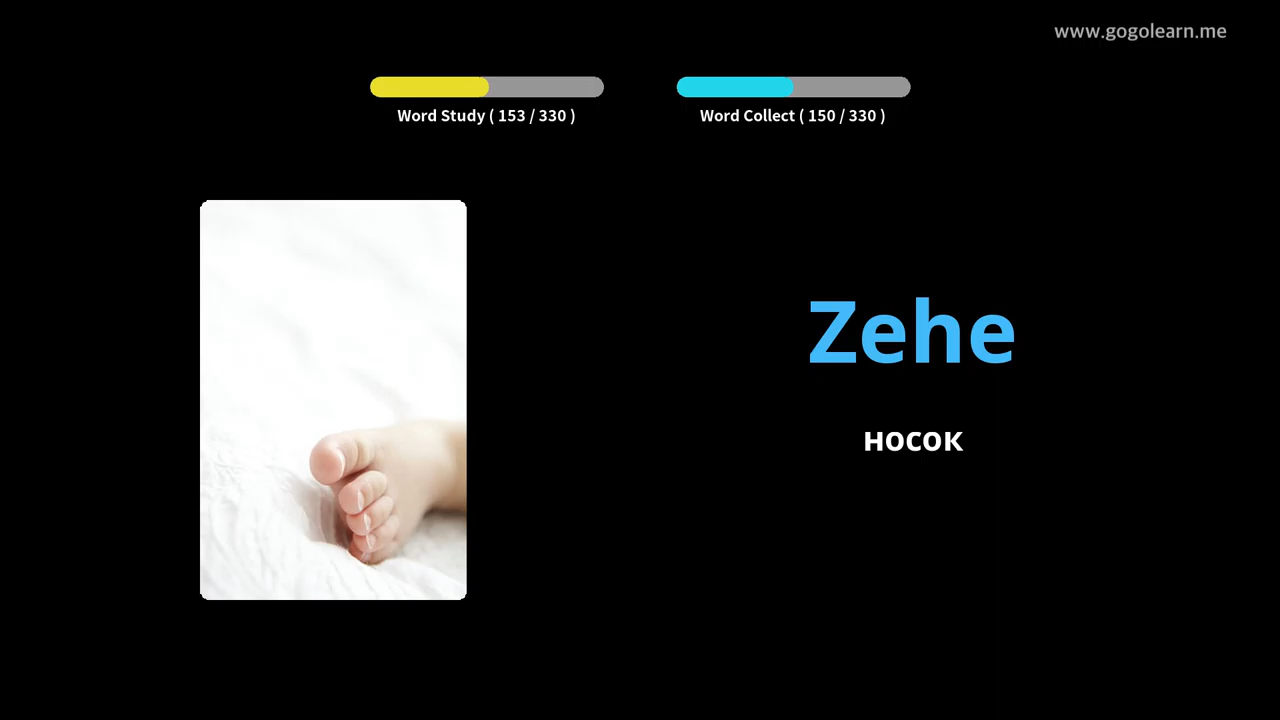 www.gogolearn.me
Word Study ( 153 / 330 )
Word Collect ( 150 / 330 )
Zehe
носок